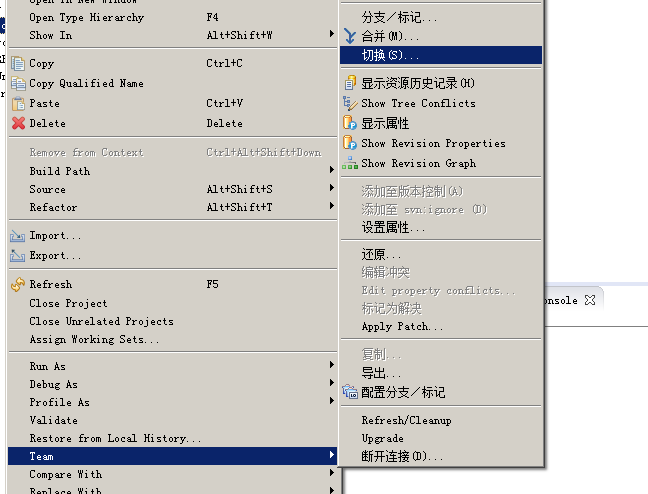 Open in New Window
Open Type Hierarchy F4
Show In Alt+Shift+W
Copy Ctrl+C
Copy Qualified Name
Paste Ctrl+V
Delete Delete
Remove from Context Ctrl+Alt+Shift+Down
Build Path
Source Alt+Shift+S
Refactor Alt+Shift+T
Import...
Export...
Refresh F5
Close Project
Close Unrelated Projects
Assign Working Sets...
Run As
Debug As
Profile As
Validate
Restore from Local History...
Team
Compare With
Replace With
分支/标记...
合并(M)...
切换(S)...
显示资源历史记录(H)
Show Tree Conflicts
显示属性
Show Revision Properties
Show Revision Graph
添加至版本控制(A)
添加至 svn:ignore (D)
设置属性...
还原...
编辑冲突
Edit property conflicts...
标记为解决
Apply Patch...
复制...
导出...
配置分支/标记
Refresh/Cleanup
Upgrade
断开连接(D)...
onsole